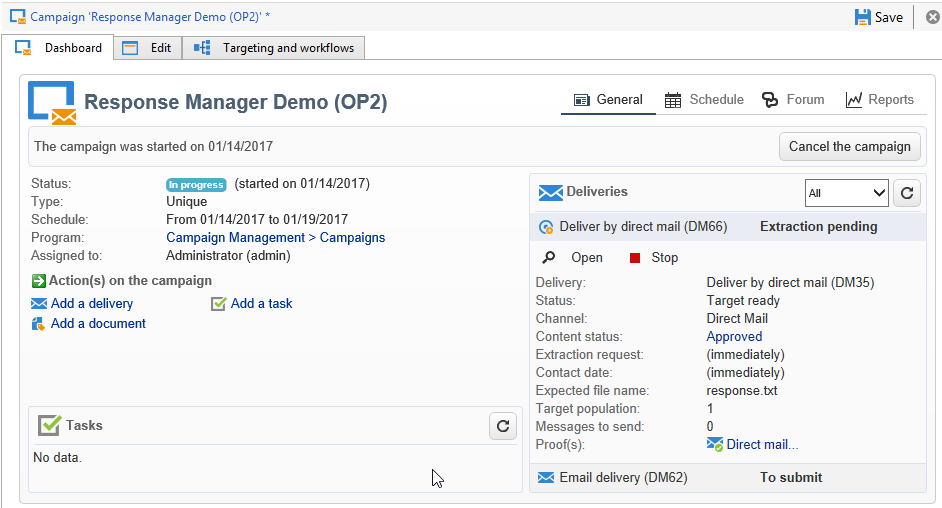 Campaign 'Response Manager Demo (OP2)' *
Save
Dashboard Edit Targeting and workflows
Response Manager Demo (OP2)
General Schedule Forum Reports
The campaign was started on 01/14/2017
Cancel the campaign
Status: In progress (started on 01/14/2017)
Type: Unique
Schedule: From 01/14/2017 to 01/19/2017
Program: Campaign Management > Campaigns
Assigned to: Administrator (admin)
Action(s) on the campaign
Add a delivery Add a task
Add a document
Tasks
No data.
Deliveries All
Deliver by direct mail (DM66) Extraction pending
Open Stop
Delivery: Deliver by direct mail (DM35)
Status: Target ready
Channel: Direct Mail
Content status: Approved
Extraction request: (immediately)
Contact date: (immediately)
Expected file name: response.txt
Target population: 1
Messages to send: 0
Proof(s): Direct mail...
Email delivery (DM62) To submit